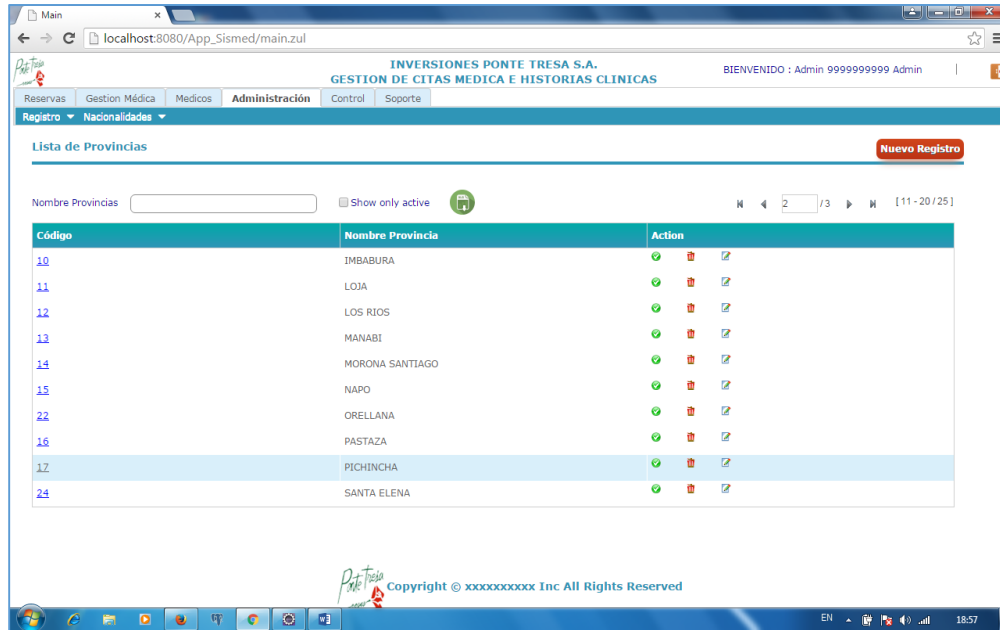 Main
localhost:8080/App_Sismed/main.zul
Ponte Tresa
INVERSIONES PONTE TRESA S.A.
GESTION DE CITAS MEDICA E HISTORIAS CLINICAS
BIENVENIDO : Admin 9999999999 Admin |
Reservas Gestion Médica Medicos Administración Control Soporte
Registro Nacionalidades
Lista de Provincias Nuevo Registro
Nombre Provincias Show only active 2 / 3 [ 11 - 20 / 25 ]
Código Nombre Provincia Action
10 IMBABURA
11 LOJA
12 LOS RIOS
13 MANABI
14 MORONA SANTIAGO
15 NAPO
22 ORELLANA
16 PASTAZA
17 PICHINCHA
24 SANTA ELENA
Ponte Tresa Copyright © xxxxxxxxxx Inc All Rights Reserved
EN 18:57